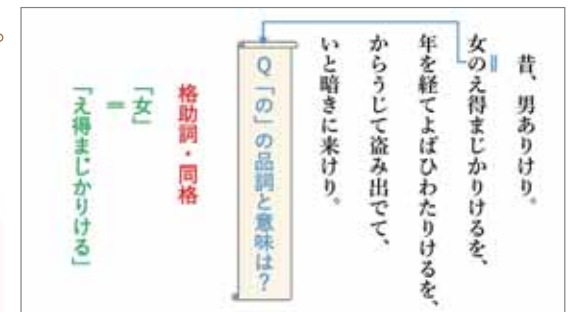 昔、男ありけり。
女のえ得まじかりけるを、
年を経てよばひわたりけるを、
からうじて盗み出でて、
いと暗きに来けり。
Q「の」の品詞と意味は？
格助詞・同格
「女」
＝
「え得まじかりける」